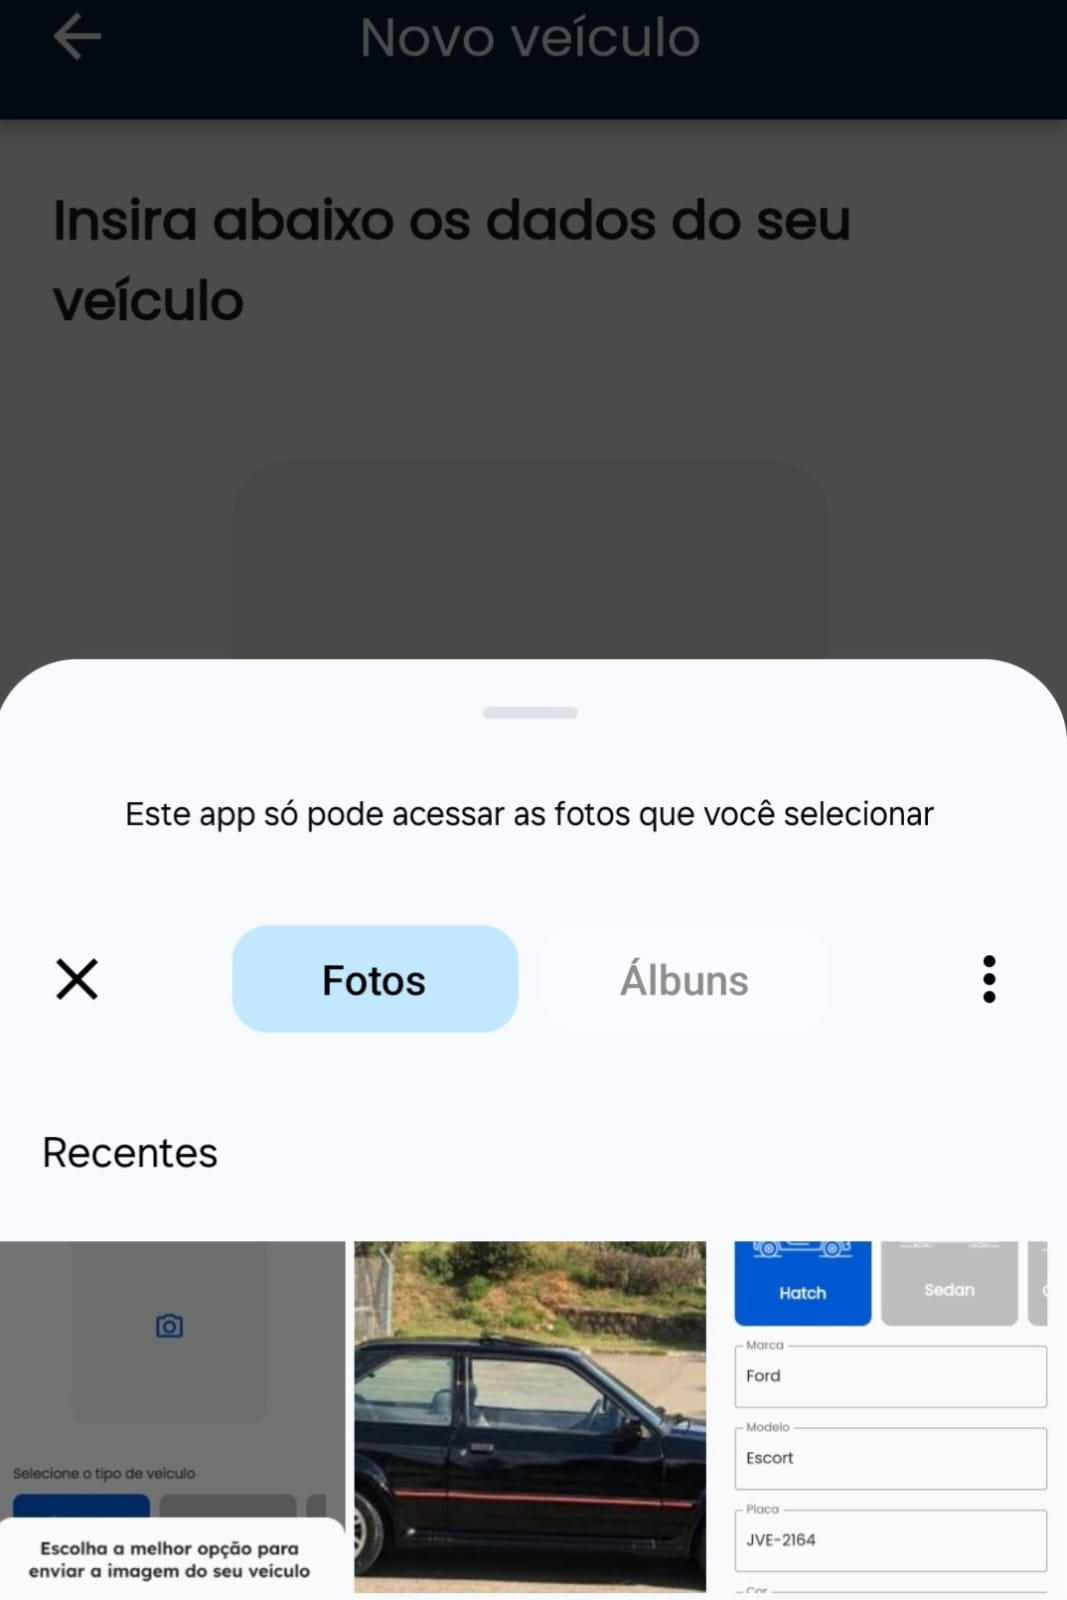 Novo veículo
Insira abaixo os dados do seu
veículo
Este app só pode acessar as fotos que você selecionar
Fotos
Álbuns
Recentes
Selecione o tipo de veículo
Escolha a melhor opção para
enviar a imagem do seu veículo
Hatch
Sedan
Marca
Ford
Modelo
Escort
Placa
JVE-2164
Cor